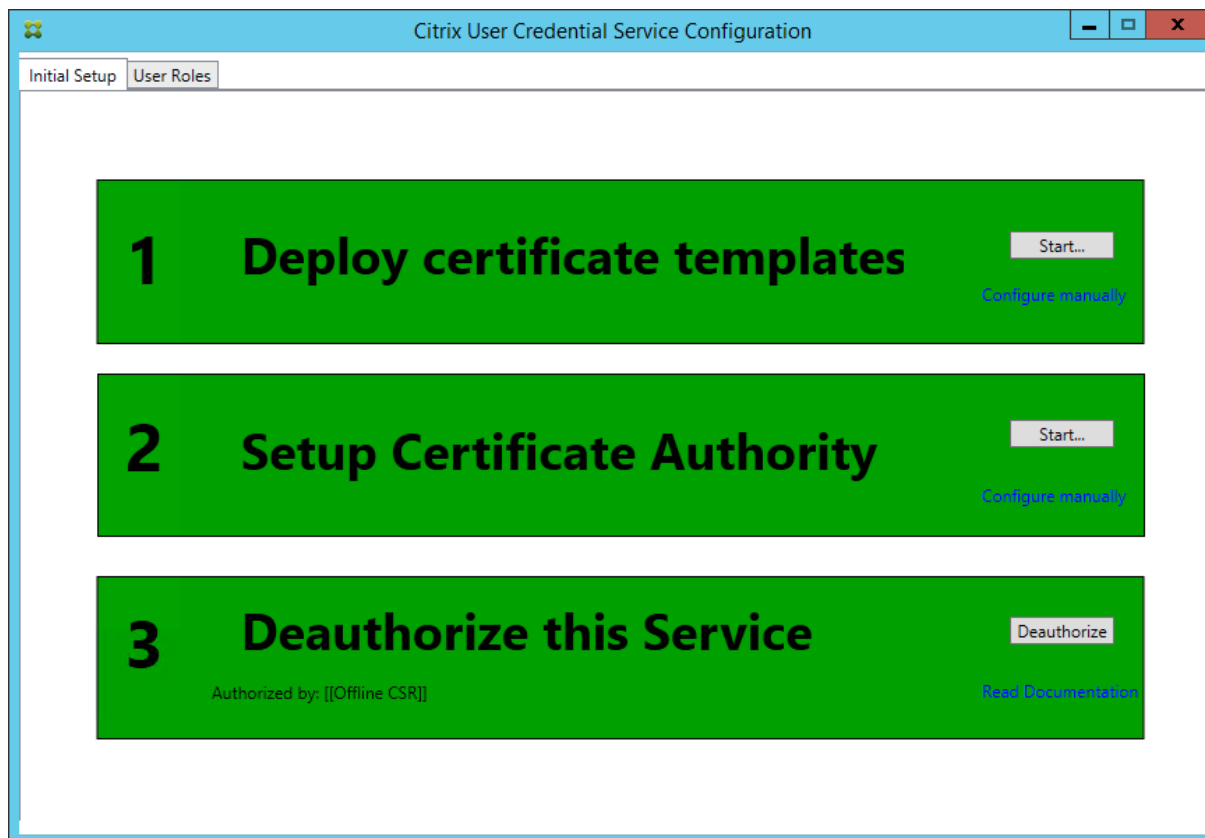 Citrix User Credential Service Configuration
Initial Setup User Roles
1 Deploy certificate templates Start...
Configure manually
2 Setup Certificate Authority Start...
Configure manually
3 Deauthorize this Service Deauthorize
Authorized by: [[Offline CSR]] Read Documentation